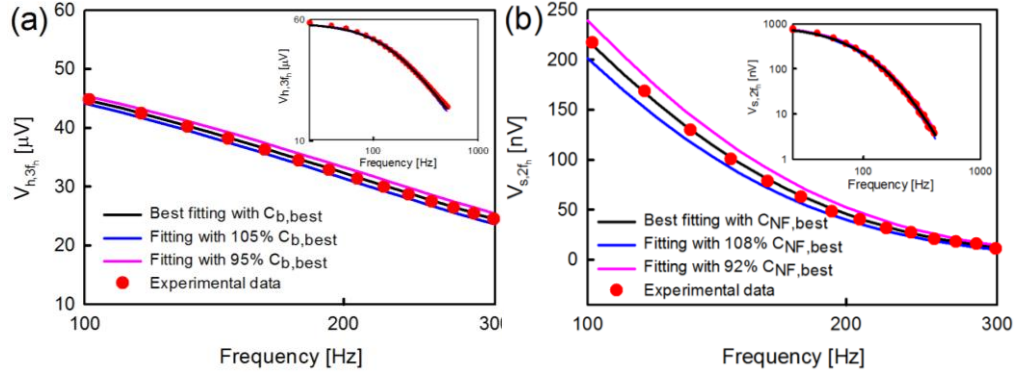 (a)
60
50
40
30
20
10
100
200
300
V_h,3f_h [μV]
Frequency [Hz]
Best fitting with C_b,best
Fitting with 105% C_b,best
Fitting with 95% C_b,best
Experimental data
60
10
100
1000
V_h,3f_h [μV]
Frequency [Hz]
(b)
250
200
150
100
50
0
100
200
300
V_s,2f_h [nV]
Frequency [Hz]
Best fitting with C_NF,best
Fitting with 108% C_NF,best
Fitting with 92% C_NF,best
Experimental data
1000
100
10
1
100
1000
V_s,2f_h [nV]
Frequency [Hz]